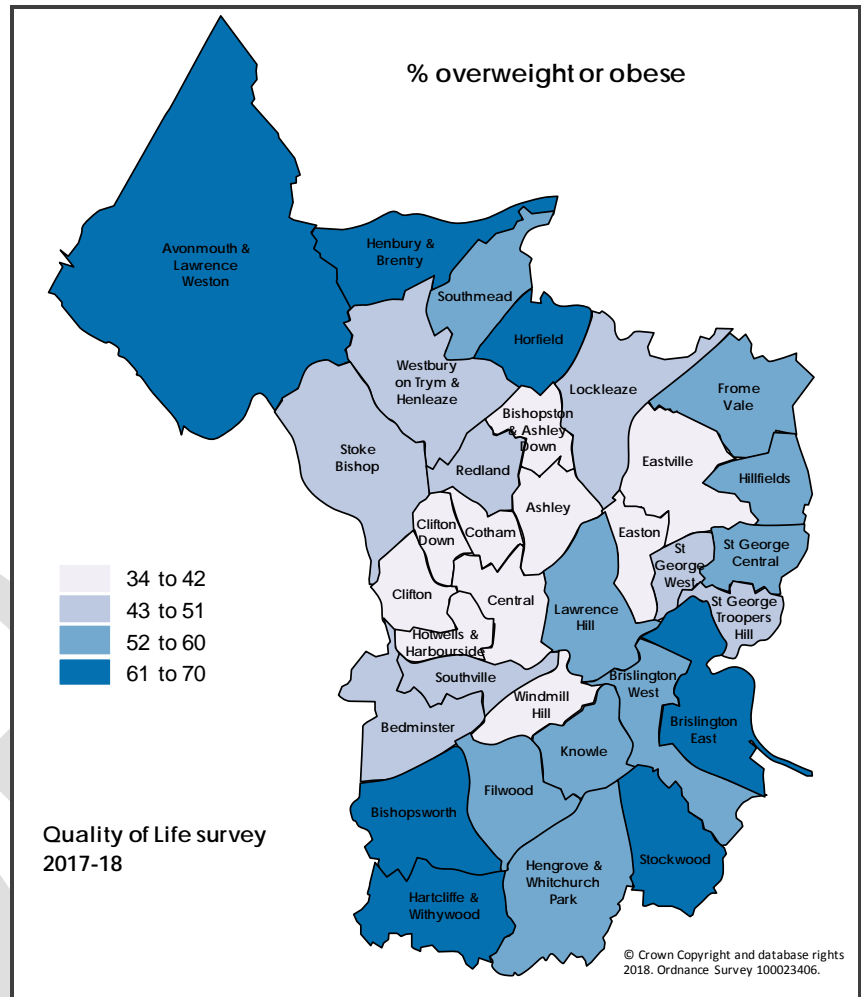 % overweight or obese
Avonmouth &
Lawrence
Weston
Henbury &
Brentry
Southmead
Horfield
Westbury
on Trym &
Henleaze
Lockleaze
Frome
Vale
Bishopston
& Ashley
Down
Stoke
Bishop
Redland
Eastville
Hillfields
Clifton
Down
Cotham
Ashley
Easton
St
George
West
St George
Central
34 to 42
43 to 51
52 to 60
61 to 70
Clifton
Central
Lawrence
Hill
St George
Troopers
Hill
Hotwells &
Harbourside
Southville
Windmill
Hill
Brislington
West
Bedminster
Brislington
East
Knowle
Bishopsworth
Filwood
Quality of Life survey
2017-18
Hengrove &
Whitchurch
Park
Stockwood
Hartcliffe &
Withywood
© Crown Copyright and database rights
2018. Ordnance Survey 100023406.